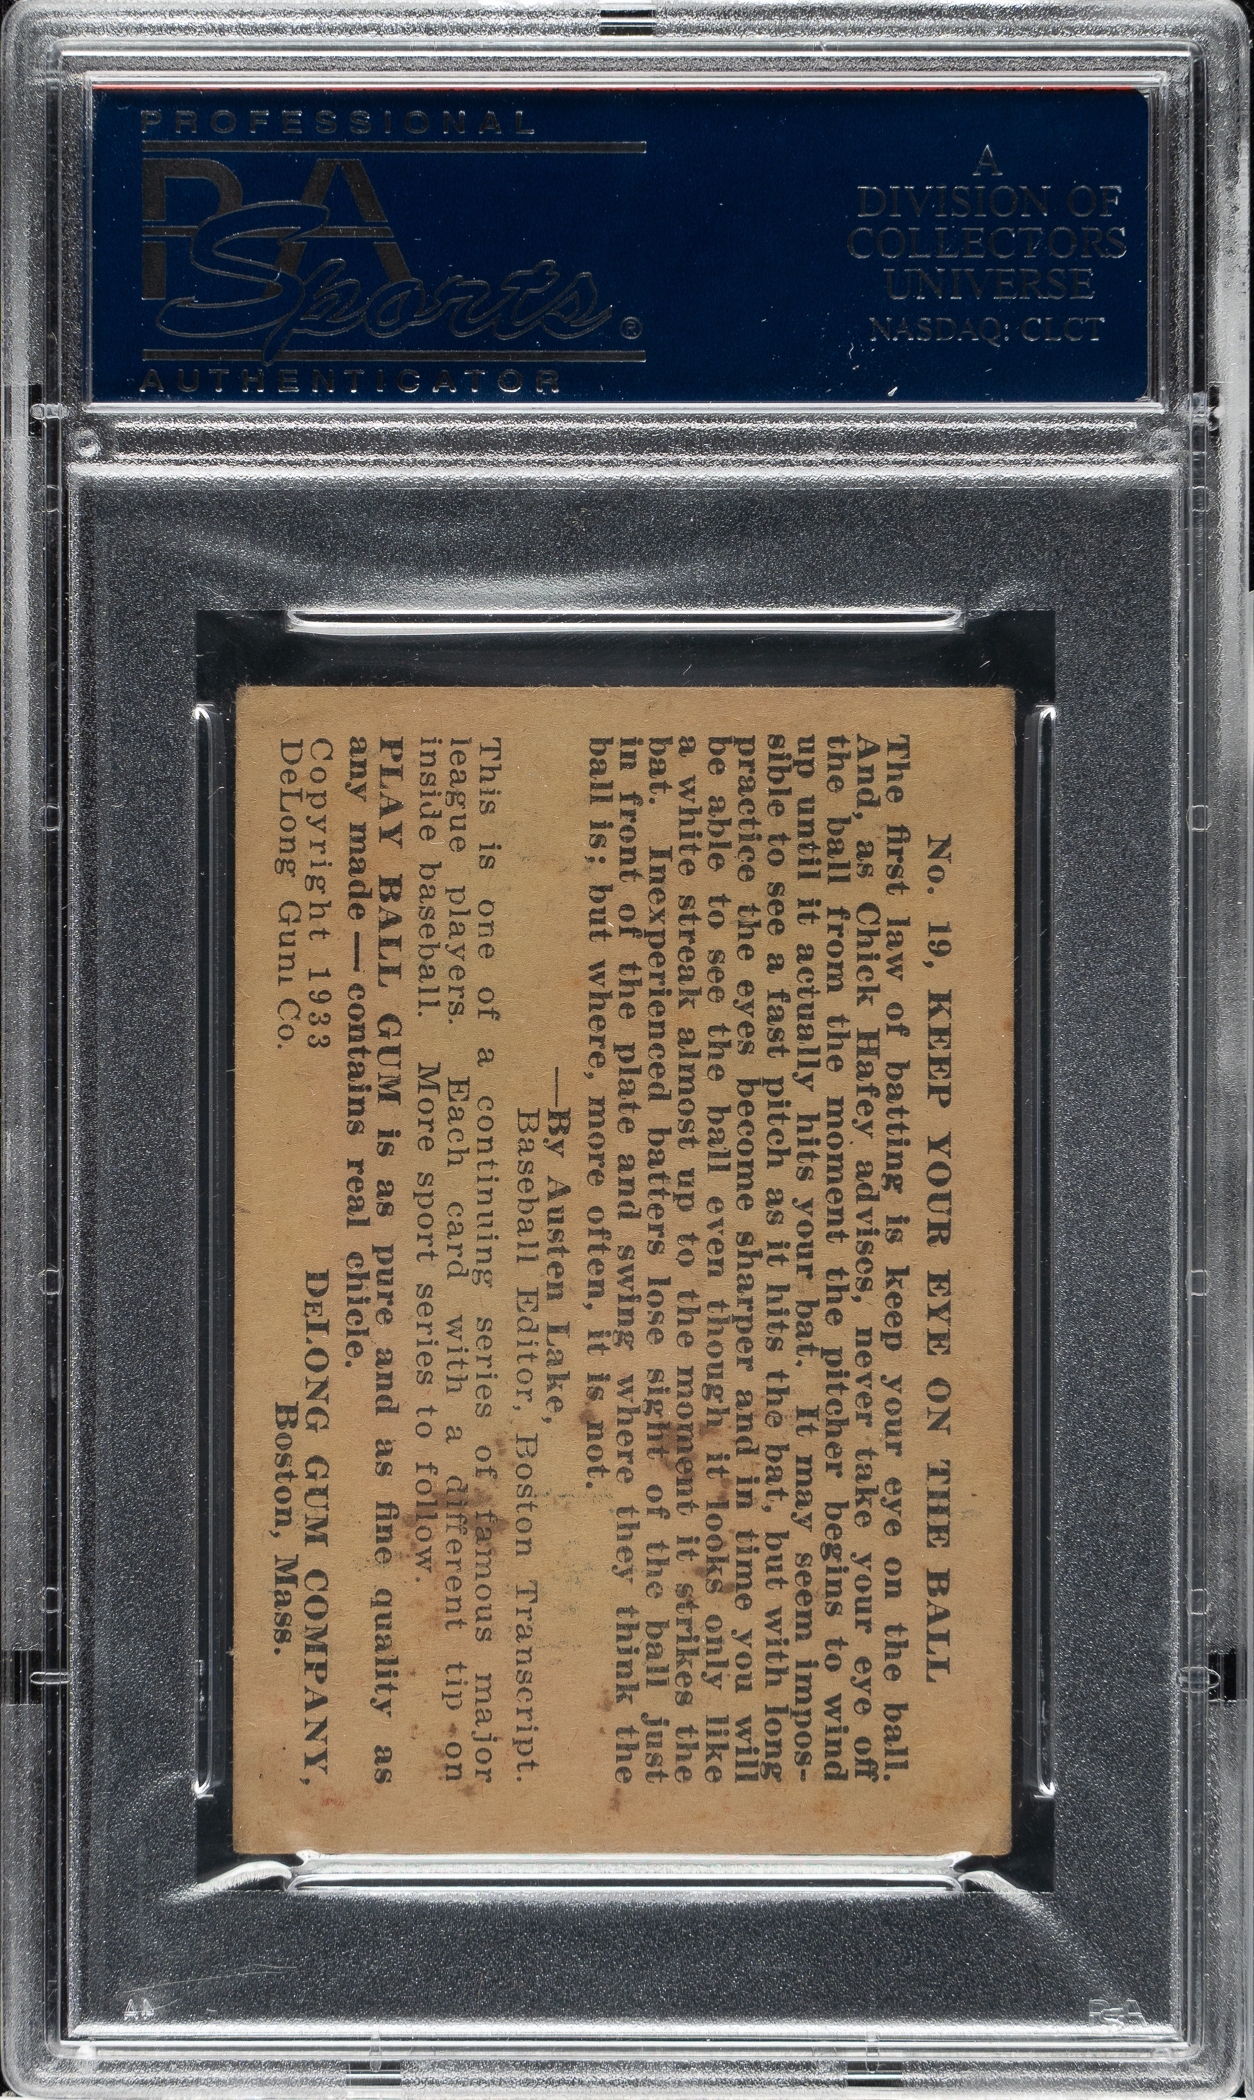 PROFESSIONAL
PSA
Sports®
AUTHENTICATOR
A
DIVISION OF
COLLECTORS
UNIVERSE
NASDAQ: CLCT
No. 19, KEEP YOUR EYE ON THE BALL
The first law of batting is keep your eye on the ball.
And, as Chick Hafey advises, never take your eye off
the ball from the moment the pitcher begins to wind
up until it actually hits your bat. It may seem impos-
sible to see a fast pitch as it hits the bat, but with long
practice the eyes become sharper and in time you will
be able to see the ball even though it looks only like
a white streak almost up to the moment it strikes the
bat. Inexperienced batters lose sight of the ball just
in front of the plate and swing where they think the
ball is; but where, more often, it is not.
—By Austen Lake,
Baseball Editor, Boston Transcript.
This is one of a continuing series of famous major
league players. Each card with a different tip on
inside baseball. More sport series to follow.
PLAY BALL GUM is as pure and as fine quality as
any made—contains real chicle.
Copyright 1933 DELONG GUM COMPANY,
DeLong Gum Co. Boston, Mass.
PSA